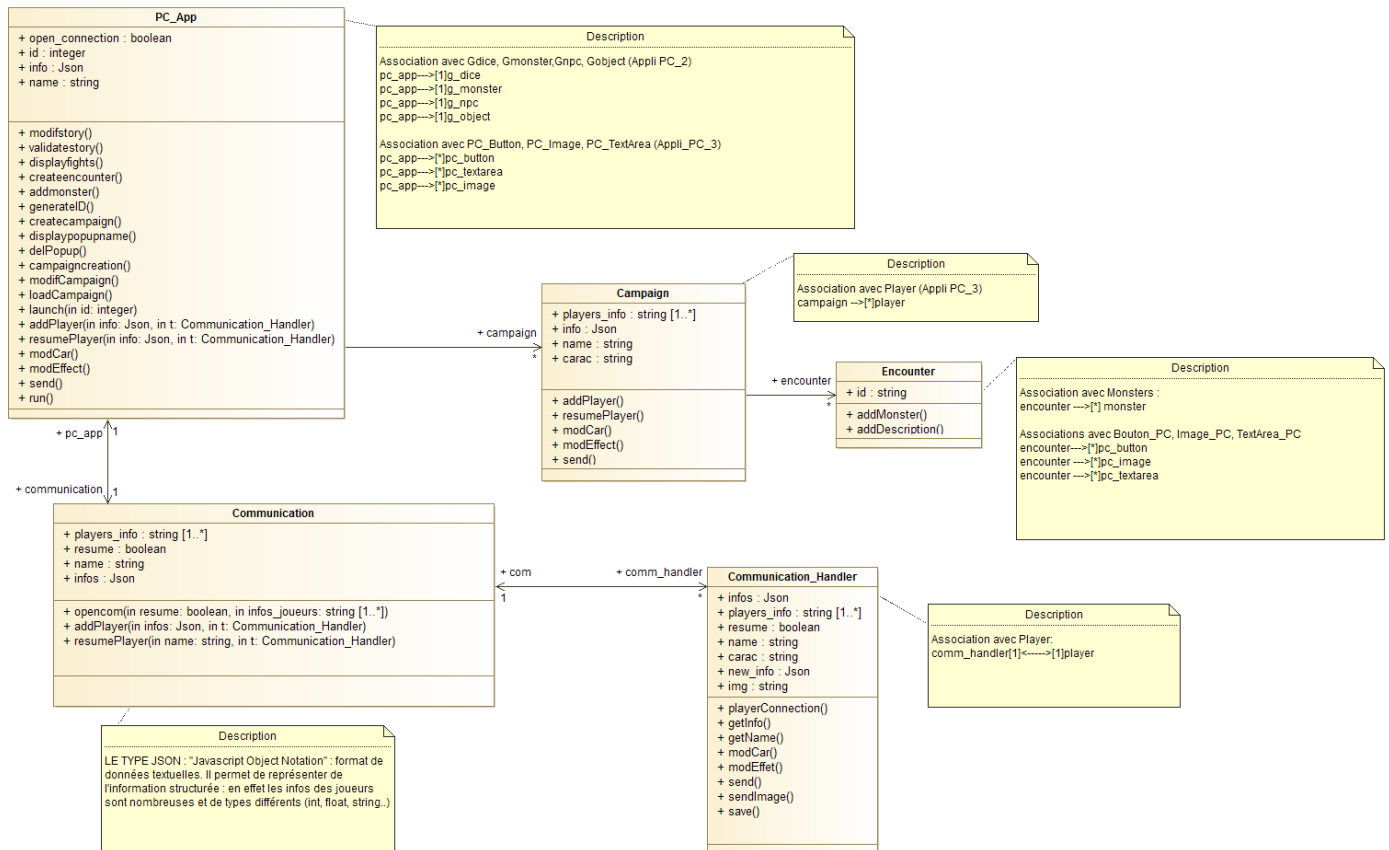 PC_App
+ open_connection : boolean
+ id : integer
+ info : Json
+ name : string
+ modifstory()
+ validatestory()
+ displayfights()
+ createencounter()
+ addmonster()
+ generateID()
+ createcampaign()
+ displaypopupname()
+ delPopup()
+ campaigncreation()
+ modifCampaign()
+ loadCampaign()
+ launch(in id: integer)
+ addPlayer(in info: Json, in t: Communication_Handler)
+ resumePlayer(in info: Json, in t: Communication_Handler)
+ modCar()
+ modEffect()
+ send()
+ run()
Description
Association avec Gdice, Gmonster,Gnpc, Gobject (Appli PC_2)
pc_app--->[1]g_dice
pc_app--->[1]g_monster
pc_app--->[1]g_npc
pc_app--->[1]g_object
Association avec PC_Button, PC_Image, PC_TextArea (Appli_PC_3)
pc_app--->[*]pc_button
pc_app--->[*]pc_textarea
pc_app--->[*]pc_image
Description
Association avec Player (Appli PC_3)
campaign -->[*]player
+ campaign
*
Campaign
+ players_info : string [1..*]
+ info : Json
+ name : string
+ carac : string
+ addPlayer()
+ resumePlayer()
+ modCar()
+ modEffect()
+ send()
+ encounter
*
Encounter
+ id : string
+ addMonster()
+ addDescription()
Description
Association avec Monsters :
encounter --->[*] monster
Associations avec Bouton_PC, Image_PC, TextArea_PC
encounter--->[*]pc_button
encounter --->[*]pc_image
encounter --->[*]pc_textarea
+ pc_app
1
+ communication
1
Communication
+ players_info : string [1..*]
+ resume : boolean
+ name : string
+ infos : Json
+ opencom(in resume: boolean, in infos_joueurs: string [1..*])
+ addPlayer(in infos: Json, in t: Communication_Handler)
+ resumePlayer(in name: string, in t: Communication_Handler)
+ com
1
+ comm_handler
*
Communication_Handler
+ infos : Json
+ players_info : string [1..*]
+ resume : boolean
+ name : string
+ carac : string
+ new_info : Json
+ img : string
+ playerConnection()
+ getInfo()
+ getName()
+ modCar()
+ modEffet()
+ send()
+ sendImage()
+ save()
Description
Association avec Player:
comm_handler[1]<----->[1]player
Description
LE TYPE JSON : "Javascript Object Notation" : format de
données textuelles. Il permet de représenter de
l'information structurée : en effet les infos des joueurs
sont nombreuses et de types différents (int, float, string..)